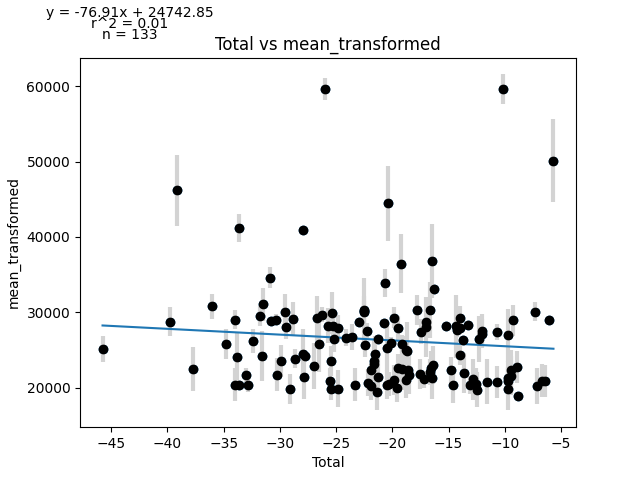 y = -76.91x + 24742.85
r^2 = 0.01
n = 133
Total vs mean_transformed
60000
50000
40000
30000
20000
mean_transformed
−45 −40 −35 −30 −25 −20 −15 −10 −5
Total